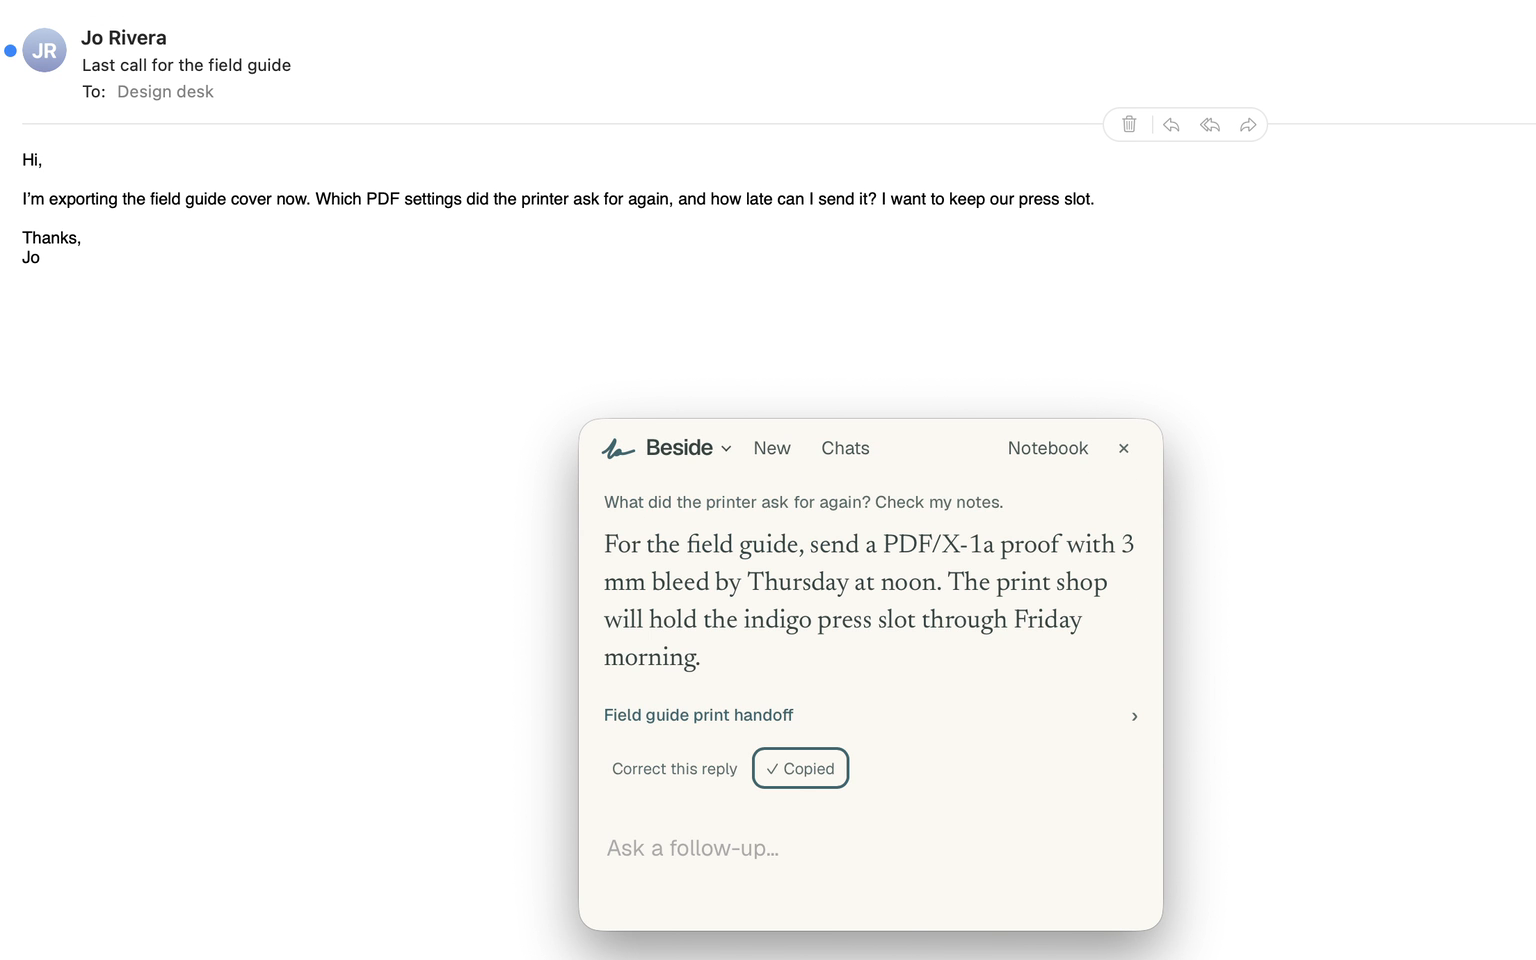 JR
Jo Rivera
Last call for the field guide
To: Design desk
Hi,
I'm exporting the field guide cover now. Which PDF settings did the printer ask for again, and how late can I send it? I want to keep our press slot.
Thanks,
Jo
Beside New Chats Notebook ×
What did the printer ask for again? Check my notes.
For the field guide, send a PDF/X-1a proof with 3
mm bleed by Thursday at noon. The print shop
will hold the indigo press slot through Friday
morning.
Field guide print handoff ›
Correct this reply ✓ Copied
Ask a follow-up…